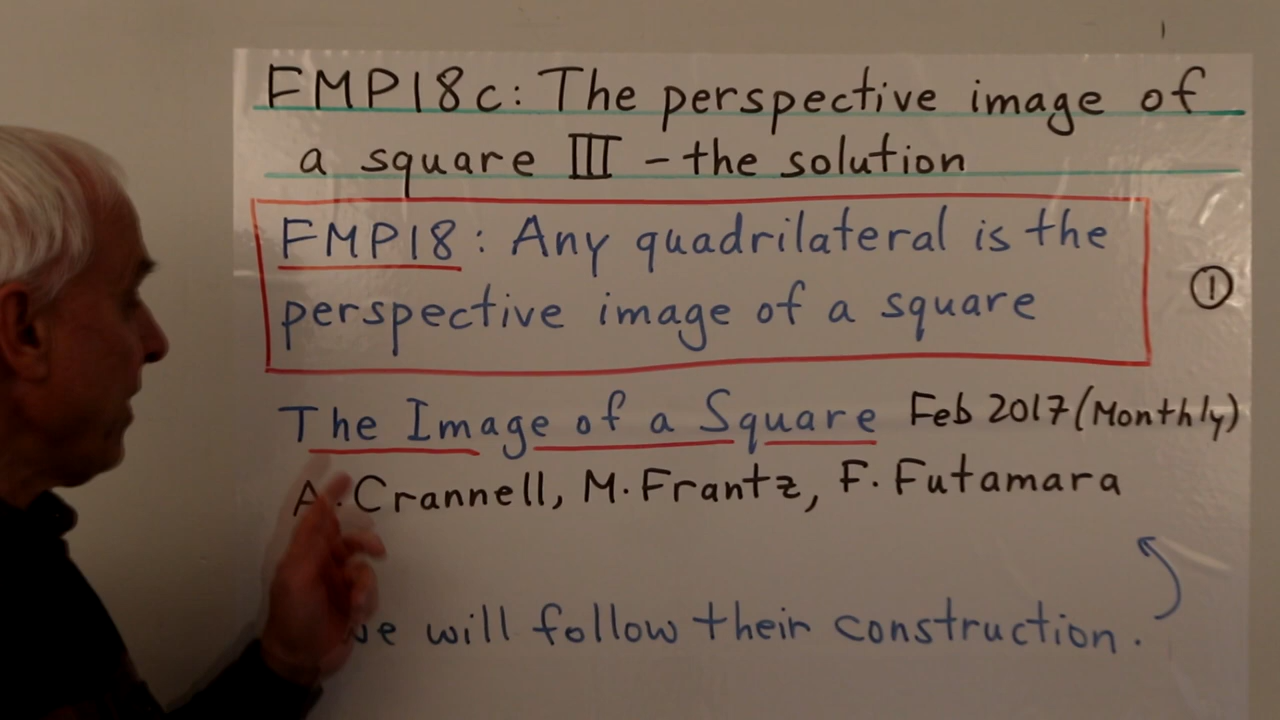 FMP18c: The perspective image of
a square III – the solution
FMP18: Any quadrilateral is the
perspective image of a square
①
The Image of a Square Feb 2017 (Monthly)
A. Crannell, M. Frantz, F. Futamara
we will follow their construction.